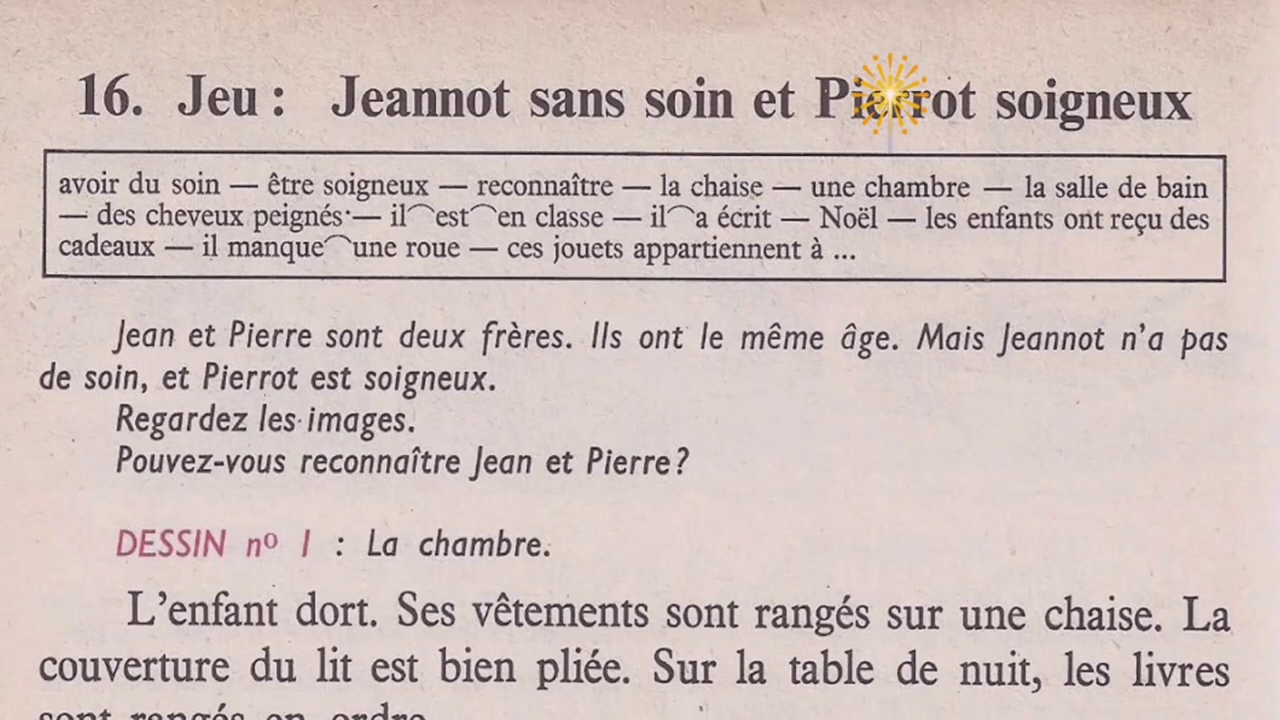 16. Jeu : Jeannot sans soin et Pierrot soigneux
avoir du soin — être soigneux — reconnaître — la chaise — une chambre — la salle de bain
— des cheveux peignés — il‿est‿en classe — il‿a écrit — Noël — les enfants ont reçu des
cadeaux — il manque‿une roue — ces jouets appartiennent à ...
Jean et Pierre sont deux frères. Ils ont le même âge. Mais Jeannot n'a pas
de soin, et Pierrot est soigneux.
Regardez les images.
Pouvez-vous reconnaître Jean et Pierre ?
DESSIN nº 1 : La chambre.
L'enfant dort. Ses vêtements sont rangés sur une chaise. La
couverture du lit est bien pliée. Sur la table de nuit, les livres
sont rangés en ordre.